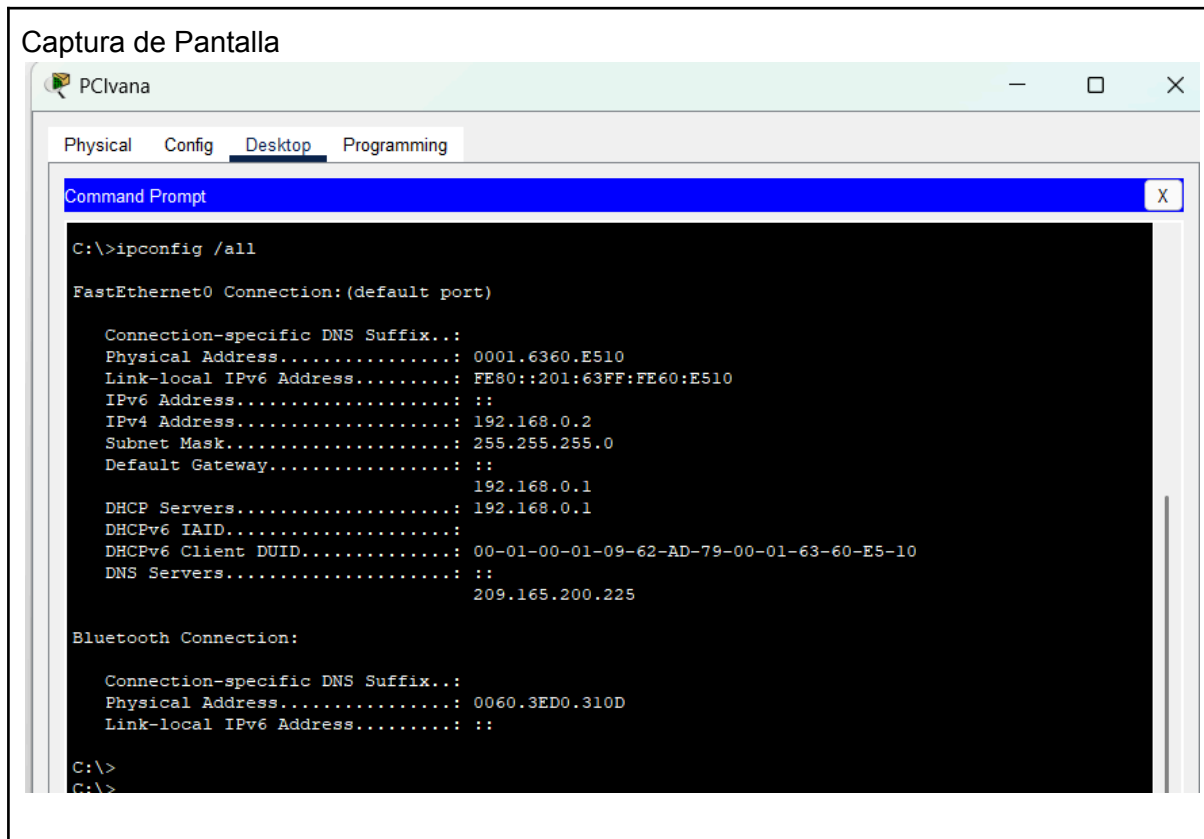 Captura de Pantalla
PCIvana
Physical Config Desktop Programming
Command Prompt
X
C:\>ipconfig /all
FastEthernet0 Connection:(default port)
Connection-specific DNS Suffix..:
Physical Address................: 0001.6360.E510
Link-local IPv6 Address.........: FE80::201:63FF:FE60:E510
IPv6 Address....................: ::
IPv4 Address....................: 192.168.0.2
Subnet Mask.....................: 255.255.255.0
Default Gateway.................: ::
192.168.0.1
DHCP Servers....................: 192.168.0.1
DHCPv6 IAID.....................:
DHCPv6 Client DUID..............: 00-01-00-01-09-62-AD-79-00-01-63-60-E5-10
DNS Servers.....................: ::
209.165.200.225
Bluetooth Connection:
Connection-specific DNS Suffix..:
Physical Address................: 0060.3ED0.310D
Link-local IPv6 Address.........: ::
C:\>
C:\>